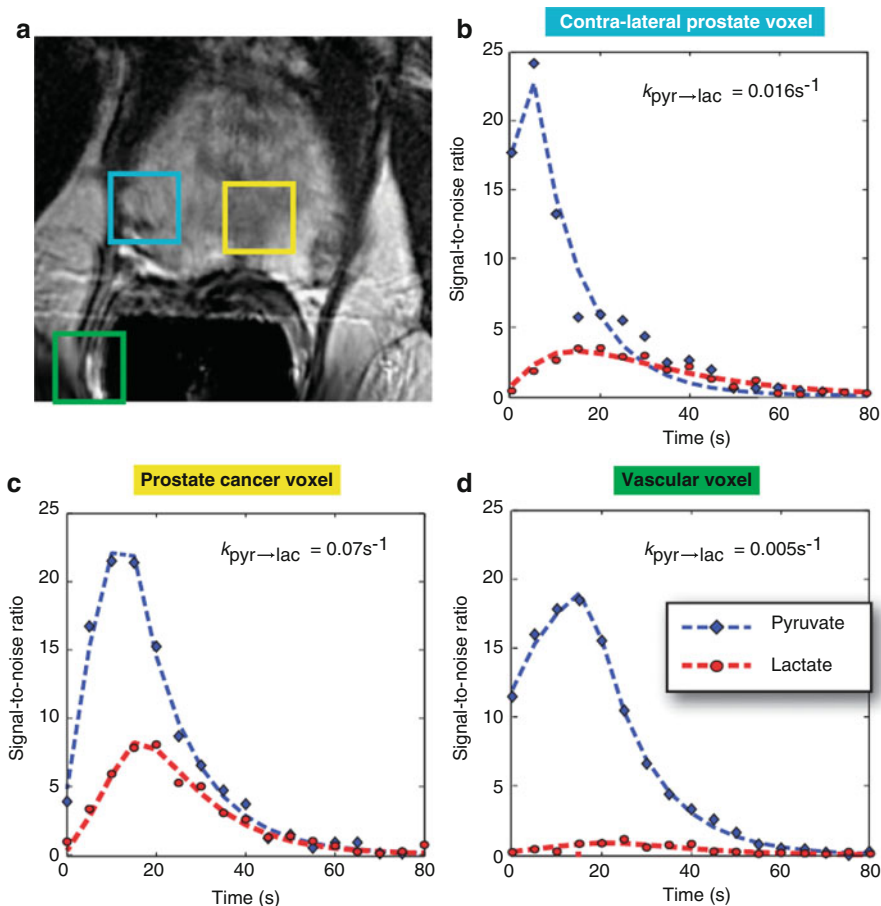 a
b
Contra-lateral prostate voxel
Signal-to-noise ratio
25
20
15
10
5
0
k pyr→lac = 0.016s-1
0 20 40 60 80
Time (s)
c
Prostate cancer voxel
Signal-to-noise ratio
25
20
15
10
5
0
k pyr→lac = 0.07s-1
0 20 40 60 80
Time (s)
d
Vascular voxel
Signal-to-noise ratio
25
20
15
10
5
0
k pyr→lac = 0.005s-1
Pyruvate
Lactate
0 20 40 60 80
Time (s)